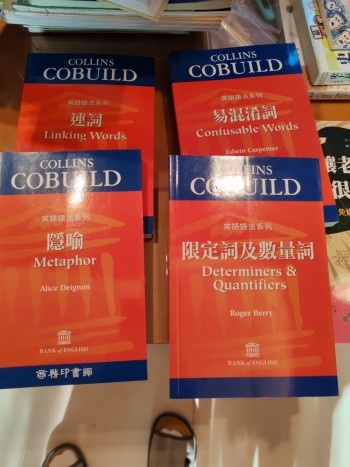 COLLINS
COBUILD
英語語法系列
連詞
Linking Words
COLLINS
COBUILD
英語語法系列
易混淆詞
Confusable Words
Edwin Carpenter
COLLINS
COBUILD
英語語法系列
隱喻
Metaphor
Alice Deignan
BANK of ENGLISH
商務印書館
COLLINS
COBUILD
英語語法系列
限定詞及數量詞
Determiners &
Quantifiers
Roger Berry
BANK of ENGLISH
讓老
很